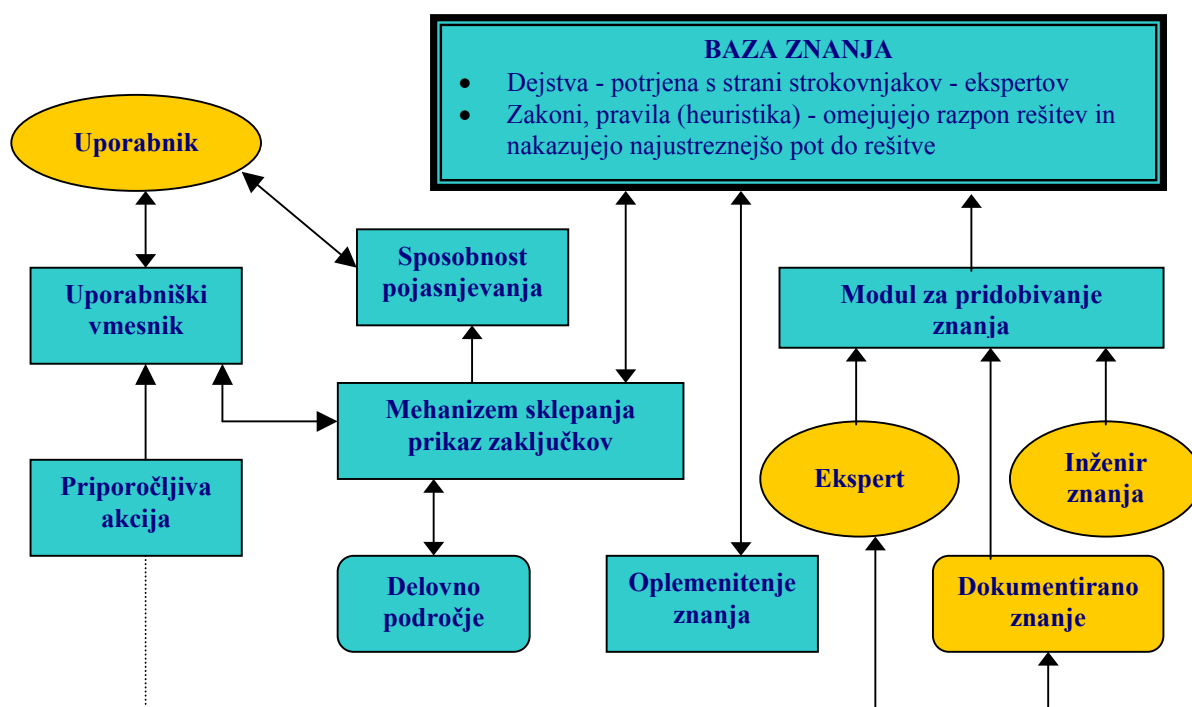 BAZA ZNANJA
• Dejstva - potrjena s strani strokovnjakov - ekspertov
• Zakoni, pravila (heuristika) - omejujejo razpon rešitev in
nakazujejo najustreznejšo pot do rešitve
Uporabnik
Sposobnost
pojasnjevanja
Uporabniški
vmesnik
Modul za pridobivanje
znanja
Mehanizem sklepanja
prikaz zaključkov
Ekspert
Inženir
znanja
Priporočljiva
akcija
Delovno
področje
Oplemenitenje
znanja
Dokumentirano
znanje